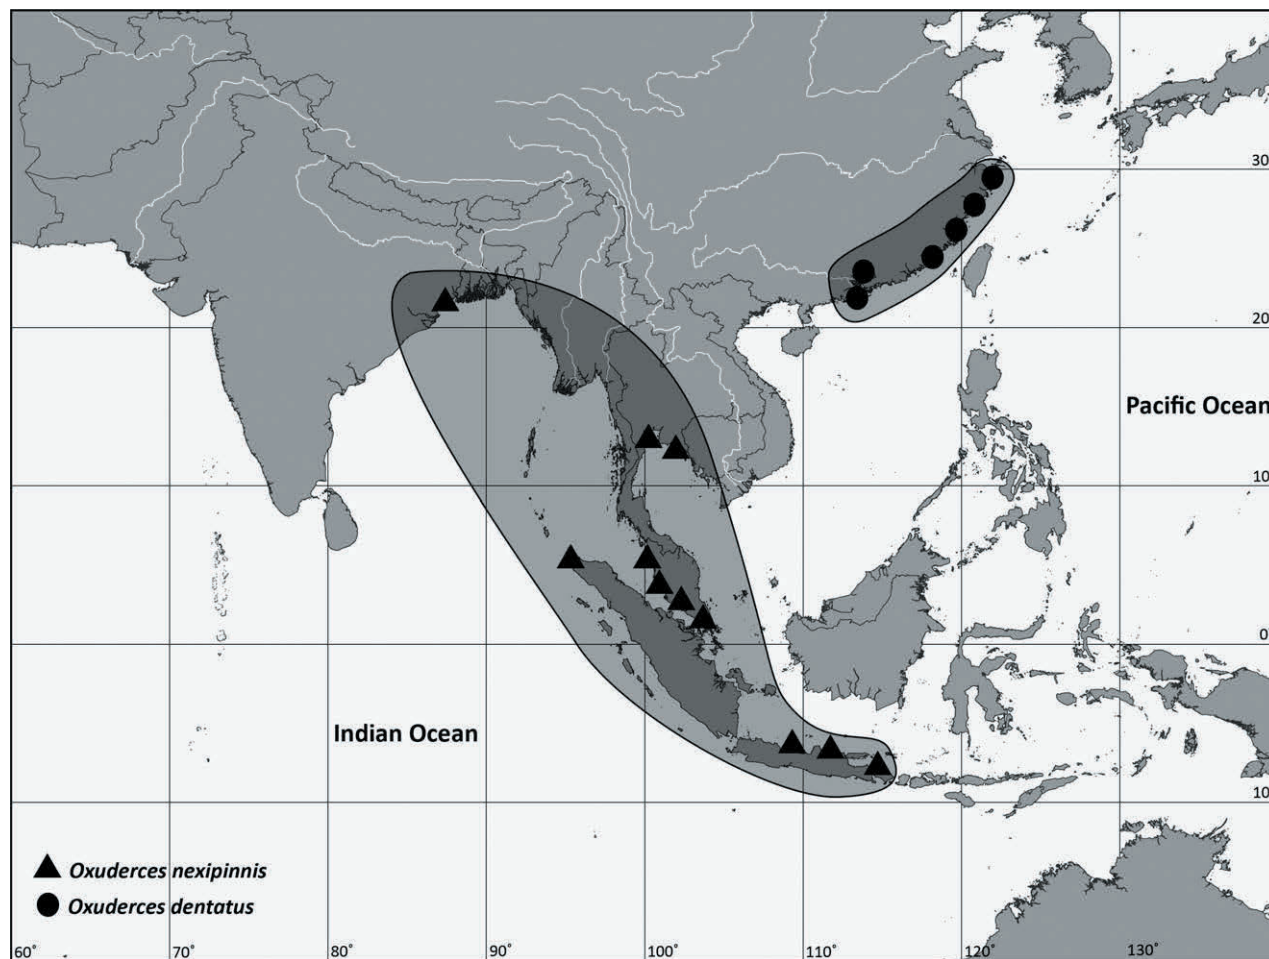 30
20
Pacific Ocean
10
0
Indian Ocean
10
Oxuderces nexipinnis
Oxuderces dentatus
60° 70° 80° 90° 100° 110° 120° 130°